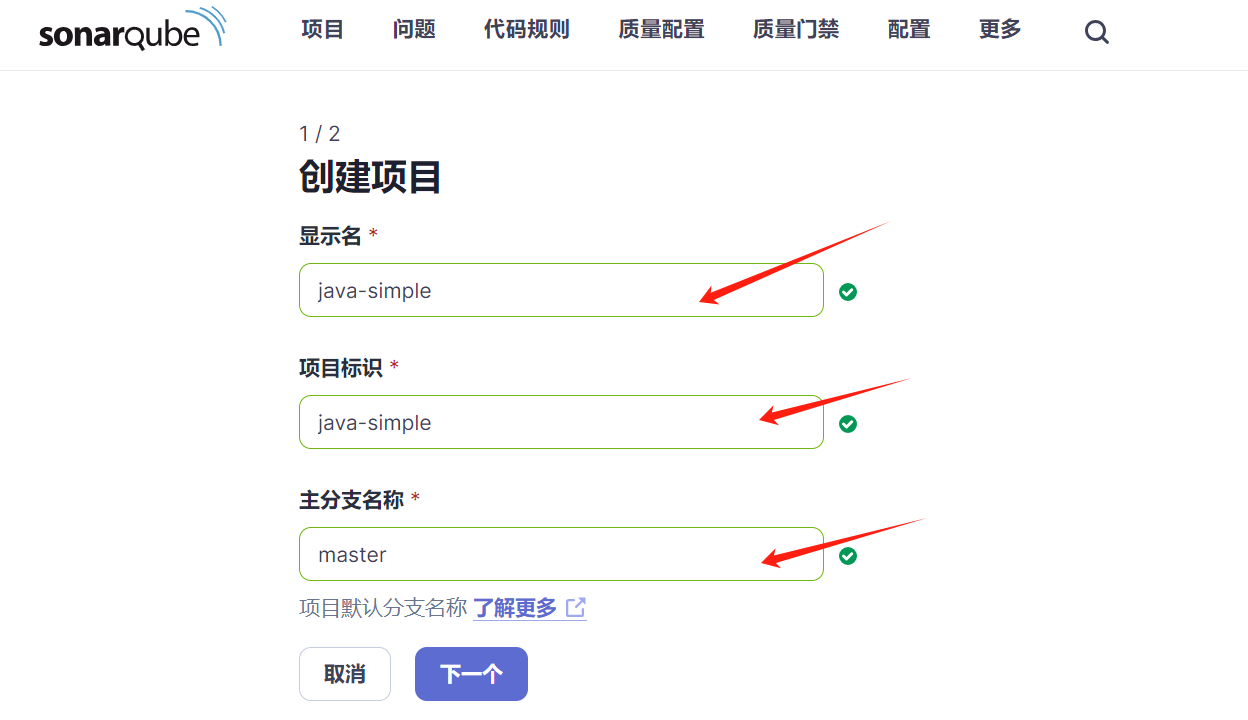 sonarqube 项目 问题 代码规则 质量配置 质量门禁 配置 更多
1 / 2
创建项目
显示名 *
java-simple
项目标识 *
java-simple
主分支名称 *
master
项目默认分支名称 了解更多
取消 下一个